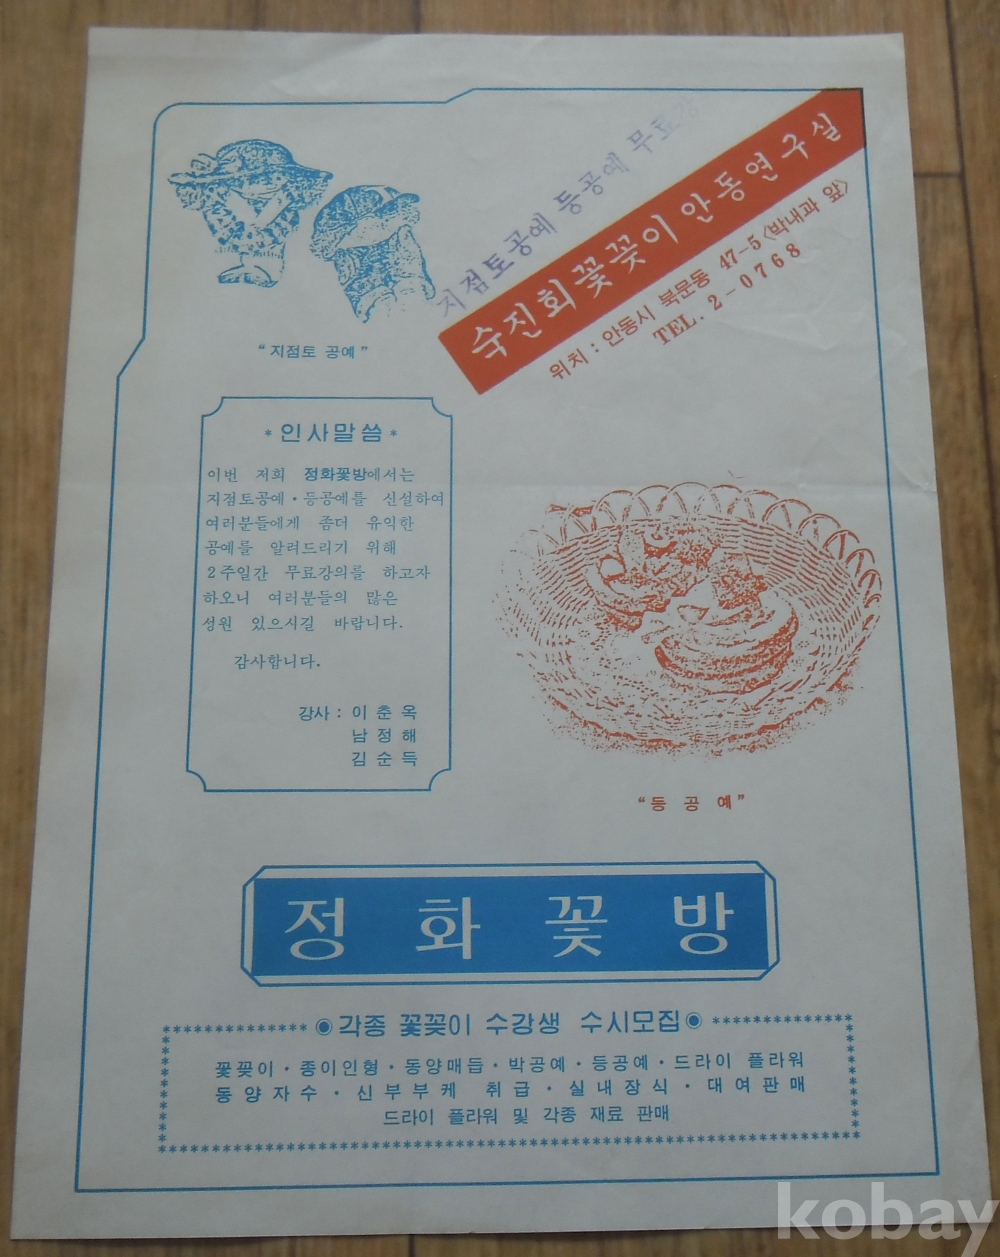 지점토공예 등공예 무료강
수진회꽃꽂이 안동연구실
위치 : 안동시 북문동 47-5 <박내과 앞>
TEL. 2-0768
“지점토 공예”
* 인사말씀 *
이번 저희 정화꽃방에서는
지점토공예 · 등공예를 신설하여
여러분들에게 좀더 유익한
공예를 알려드리기 위해
2주일간 무료강의를 하고자
하오니 여러분들의 많은
성원 있으시길 바랍니다.
감사합니다.
강사 : 이춘옥
남정해
김순득
“등공예”
정화꽃방
◉각종 꽃꽂이 수강생 수시모집◉
꽃꽂이 · 종이인형 · 동양매듭 · 박공예 · 등공예 · 드라이 플라워
동양자수 · 신부부케 취급 · 실내장식 · 대여판매
드라이 플라워 및 각종 재료 판매
kobay